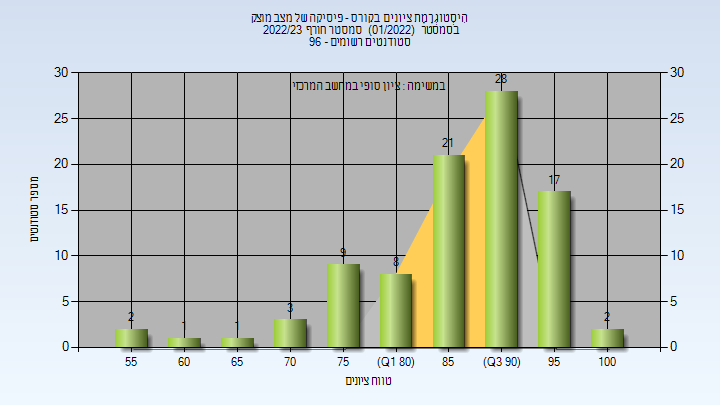 היסטוגרמת ציונים בקורס - פיסיקה של מצב מוצק
בסמסטר (01/2022) סמסטר חורף 2022/23
סטודנטים רשומים - 96
במשימה : ציון סופי במחשב המרכזי
מספר סטודנטים
30 30
25 25
20 20
15 15
10 10
5 5
0 0
2 1 1 3 9 8 21 28 17 2
55 60 65 70 75 (Q1 80) 85 (Q3 90) 95 100
טווח ציונים